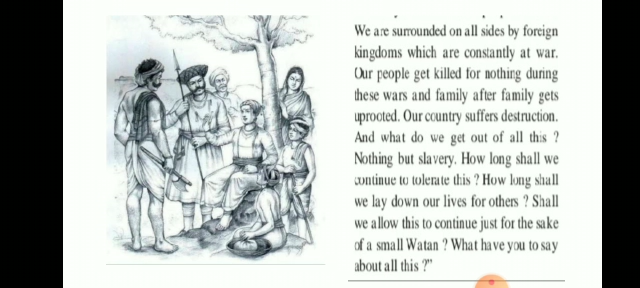 We are surrounded on all sides by foreign
kingdoms which are constantly at war.
Our people get killed for nothing during
these wars and family after family gets
uprooted. Our country suffers destruction.
And what do we get out of all this ?
Nothing but slavery. How long shall we
continue to tolerate this ? How long shall
we lay down our lives for others ? Shall
we allow this to continue just for the sake
of a small Watan ? What have you to say
about all this ?”